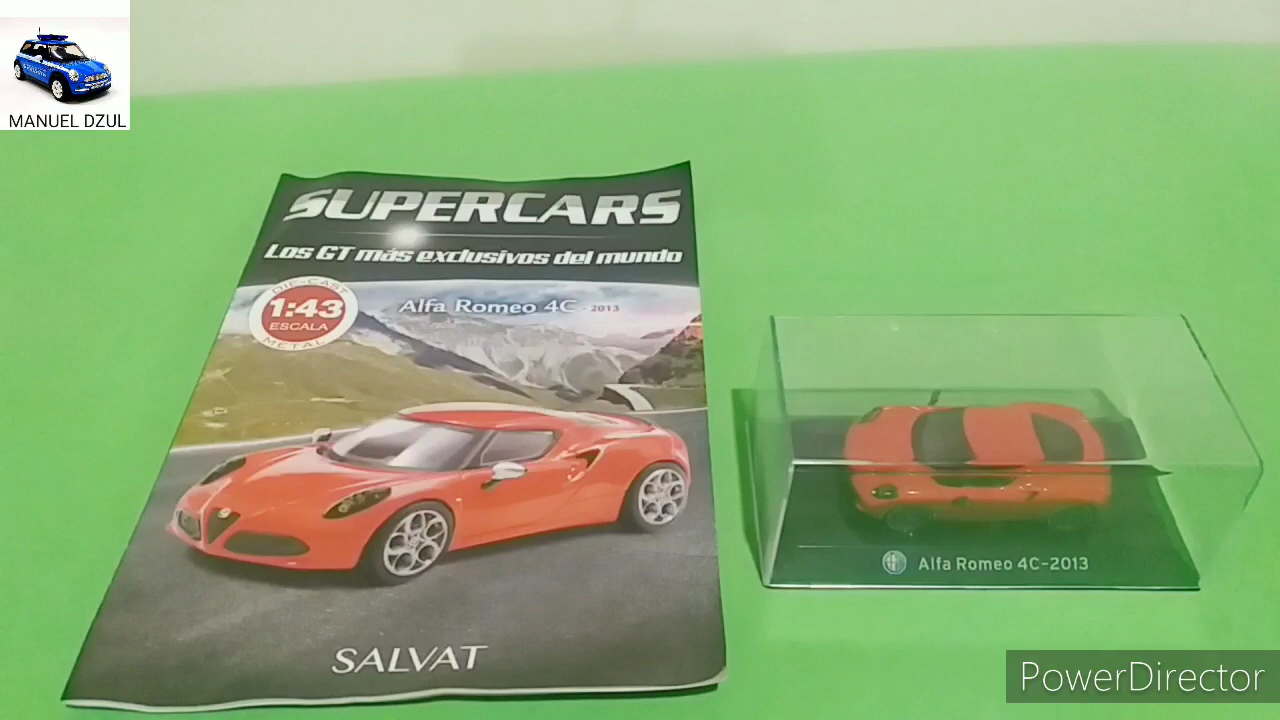 MANUEL DZUL
SUPERCARS
Los GT más exclusivos del mundo
DIE-CAST
1:43
ESCALA
METAL
Alfa Romeo 4C - 2013
SALVAT
Alfa Romeo 4C-2013
PowerDirector